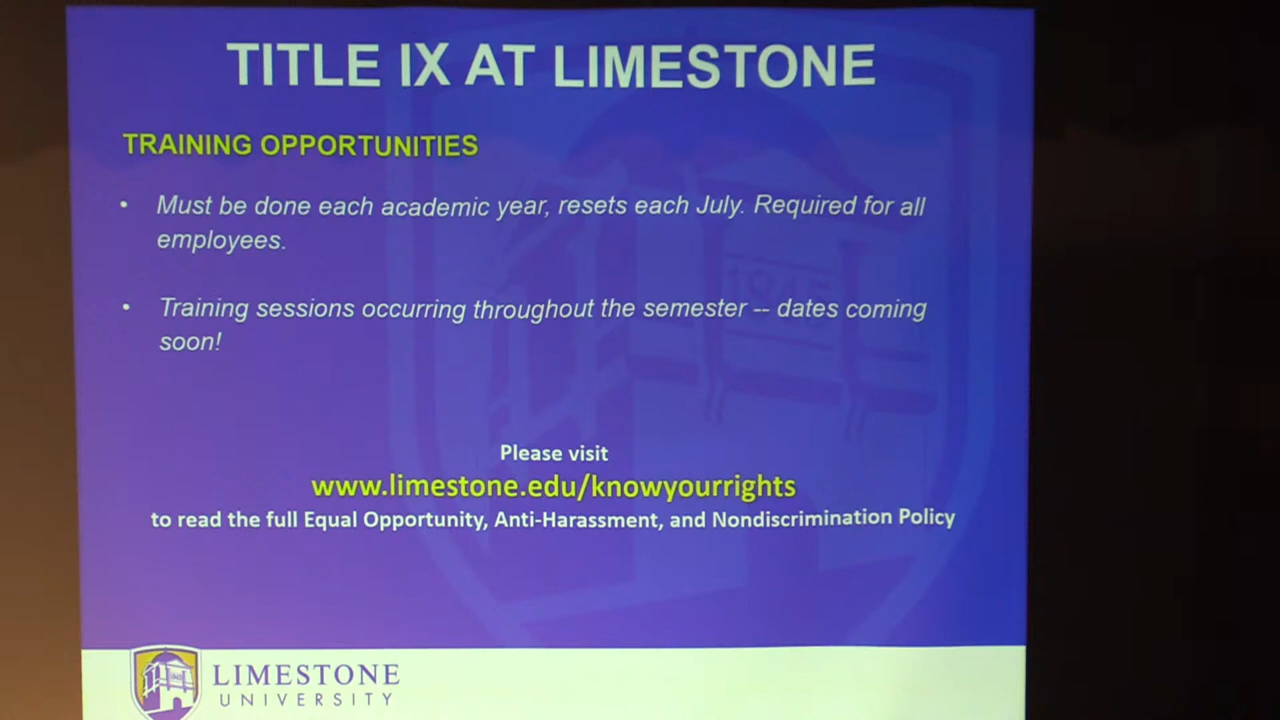 TITLE IX AT LIMESTONE
TRAINING OPPORTUNITIES
• Must be done each academic year, resets each July. Required for all
employees.
• Training sessions occurring throughout the semester -- dates coming
soon!
Please visit
www.limestone.edu/knowyourrights
to read the full Equal Opportunity, Anti-Harassment, and Nondiscrimination Policy
LIMESTONE
UNIVERSITY